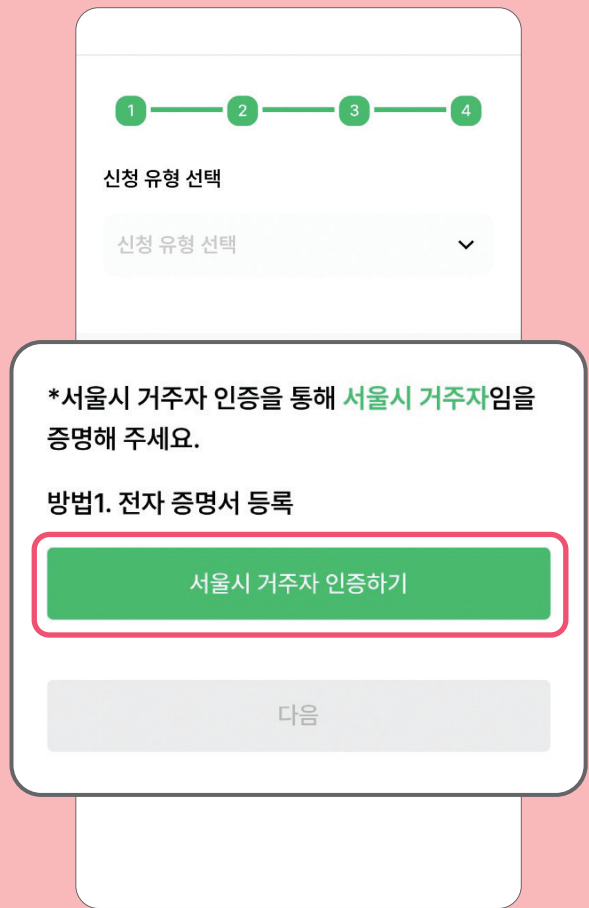 1 2 3 4
신청 유형 선택
신청 유형 선택
*서울시 거주자 인증을 통해 서울시 거주자임을
증명해 주세요.
방법1. 전자 증명서 등록
서울시 거주자 인증하기
다음